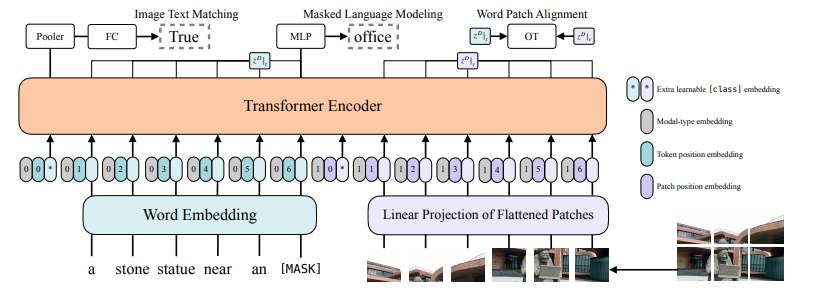 Image Text Matching
Masked Language Modeling
Word Patch Alignment
Pooler
FC
True
MLP
office
z^D|_t
OT
z^D|_v
z^D|_t
z^D|_v
Transformer Encoder
* * Extra learnable [class] embedding
Modal-type embedding
Token position embedding
Patch position embedding
0 0 * 0 1 0 2 0 3 0 4 0 5 0 6 1 0 * 1 1 1 2 1 3 1 4 1 5 1 6
Word Embedding
Linear Projection of Flattened Patches
a stone statue near an [MASK]